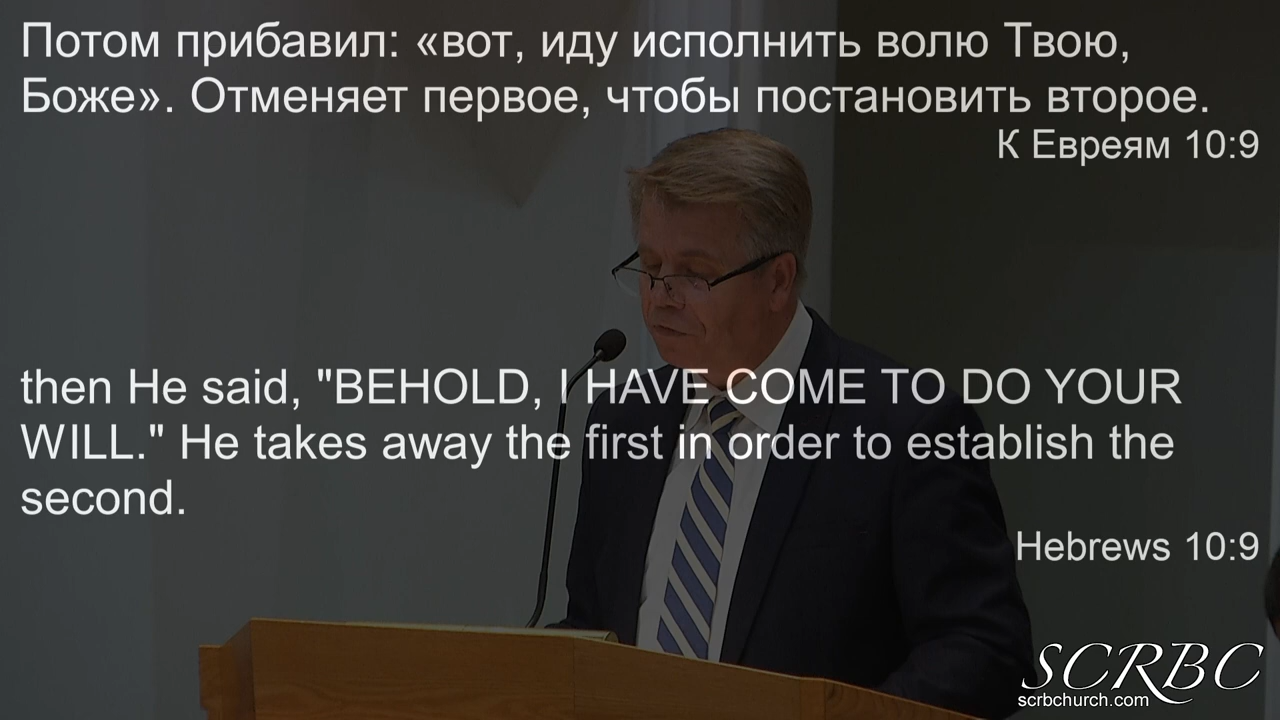 Потом прибавил: «вот, иду исполнить волю Твою,
Боже». Отменяет первое, чтобы постановить второе.
К Евреям 10:9
then He said, "BEHOLD, I HAVE COME TO DO YOUR
WILL." He takes away the first in order to establish the
second.
Hebrews 10:9
SCRBC
scrbchurch.com